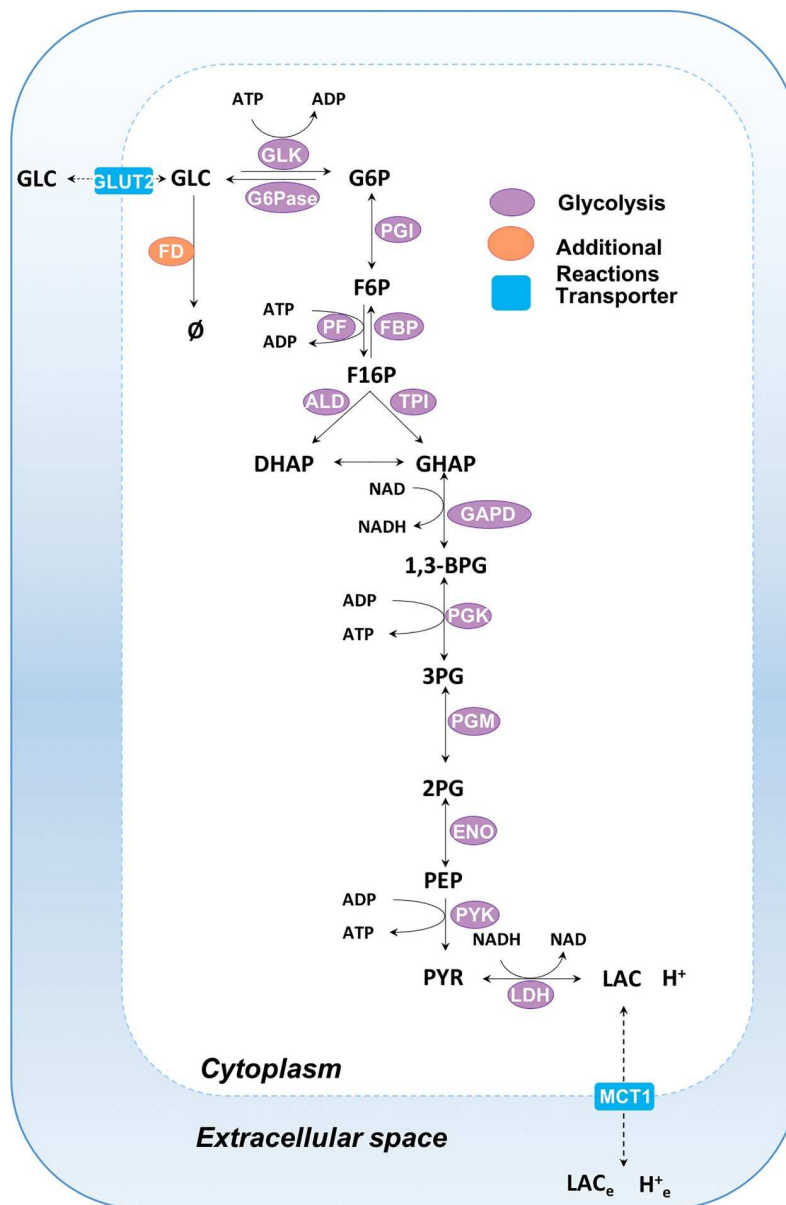 ATP ADP
GLK
GLC GLUT2 GLC G6P
G6Pase
Glycolysis
PGI
FD Additional
Reactions
F6P
Transporter
ATP
Ø PF FBP
ADP
F16P
ALD TPI
DHAP GHAP
NAD
GAPD
NADH
1,3-BPG
ADP
PGK
ATP
3PG
PGM
2PG
ENO
PEP
ADP
PYK
ATP NADH NAD
PYR LAC H⁺
LDH
Cytoplasm
MCT1
Extracellular space
LACₑ H⁺ₑ